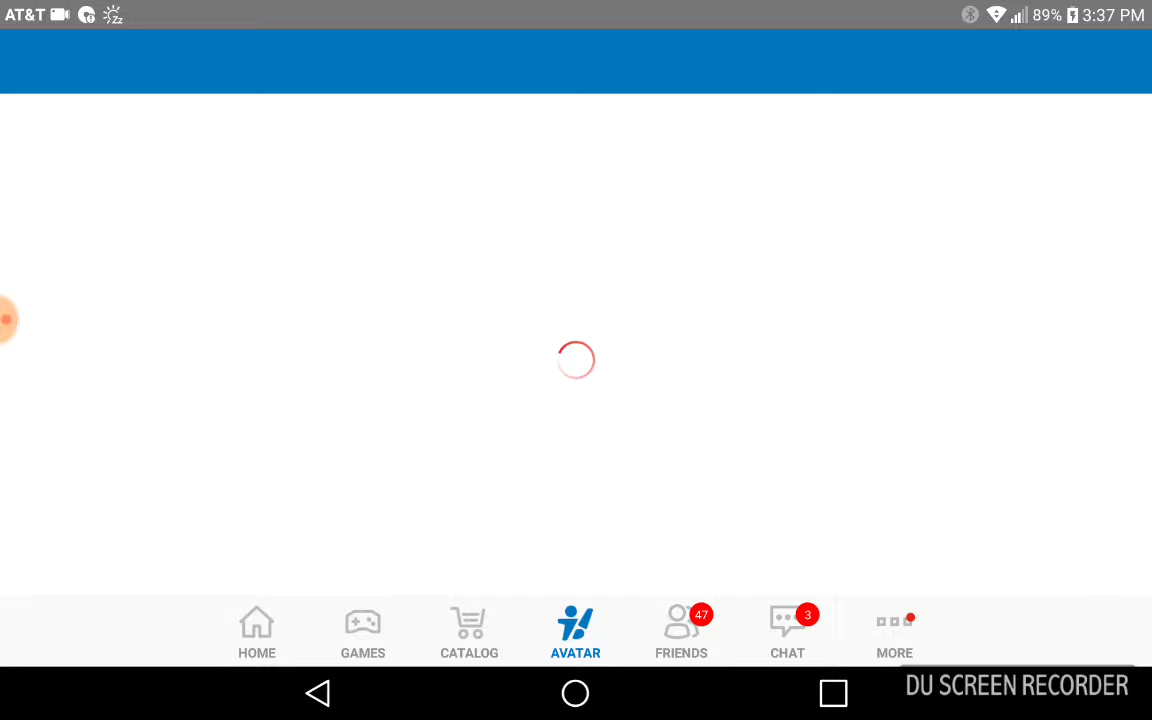 AT&T 89% 3:37 PM
HOME GAMES CATALOG AVATAR FRIENDS 47 CHAT 3 MORE
DU SCREEN RECORDER